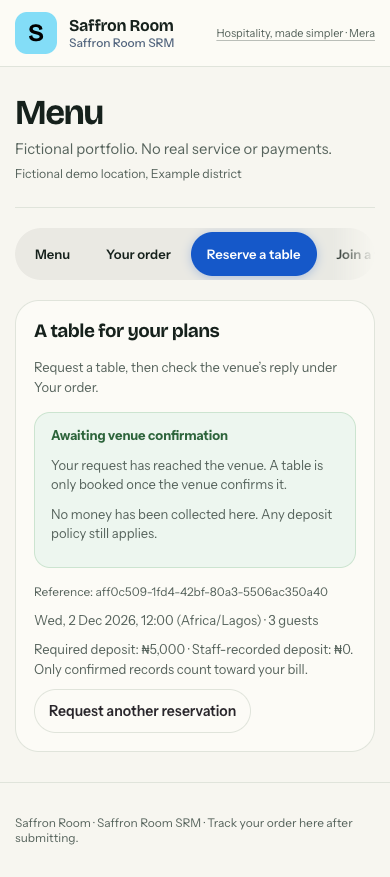 S
Saffron Room
Saffron Room SRM
Hospitality, made simpler · Mera
Menu
Fictional portfolio. No real service or payments.
Fictional demo location, Example district
Menu
Your order
Reserve a table
Join a
A table for your plans
Request a table, then check the venue’s reply under
Your order.
Awaiting venue confirmation
Your request has reached the venue. A table is
only booked once the venue confirms it.
No money has been collected here. Any deposit
policy still applies.
Reference: aff0c509-1fd4-42bf-80a3-5506ac350a40
Wed, 2 Dec 2026, 12:00 (Africa/Lagos) · 3 guests
Required deposit: ₦5,000 · Staff-recorded deposit: ₦0.
Only confirmed records count toward your bill.
Request another reservation
Saffron Room · Saffron Room SRM · Track your order here after
submitting.